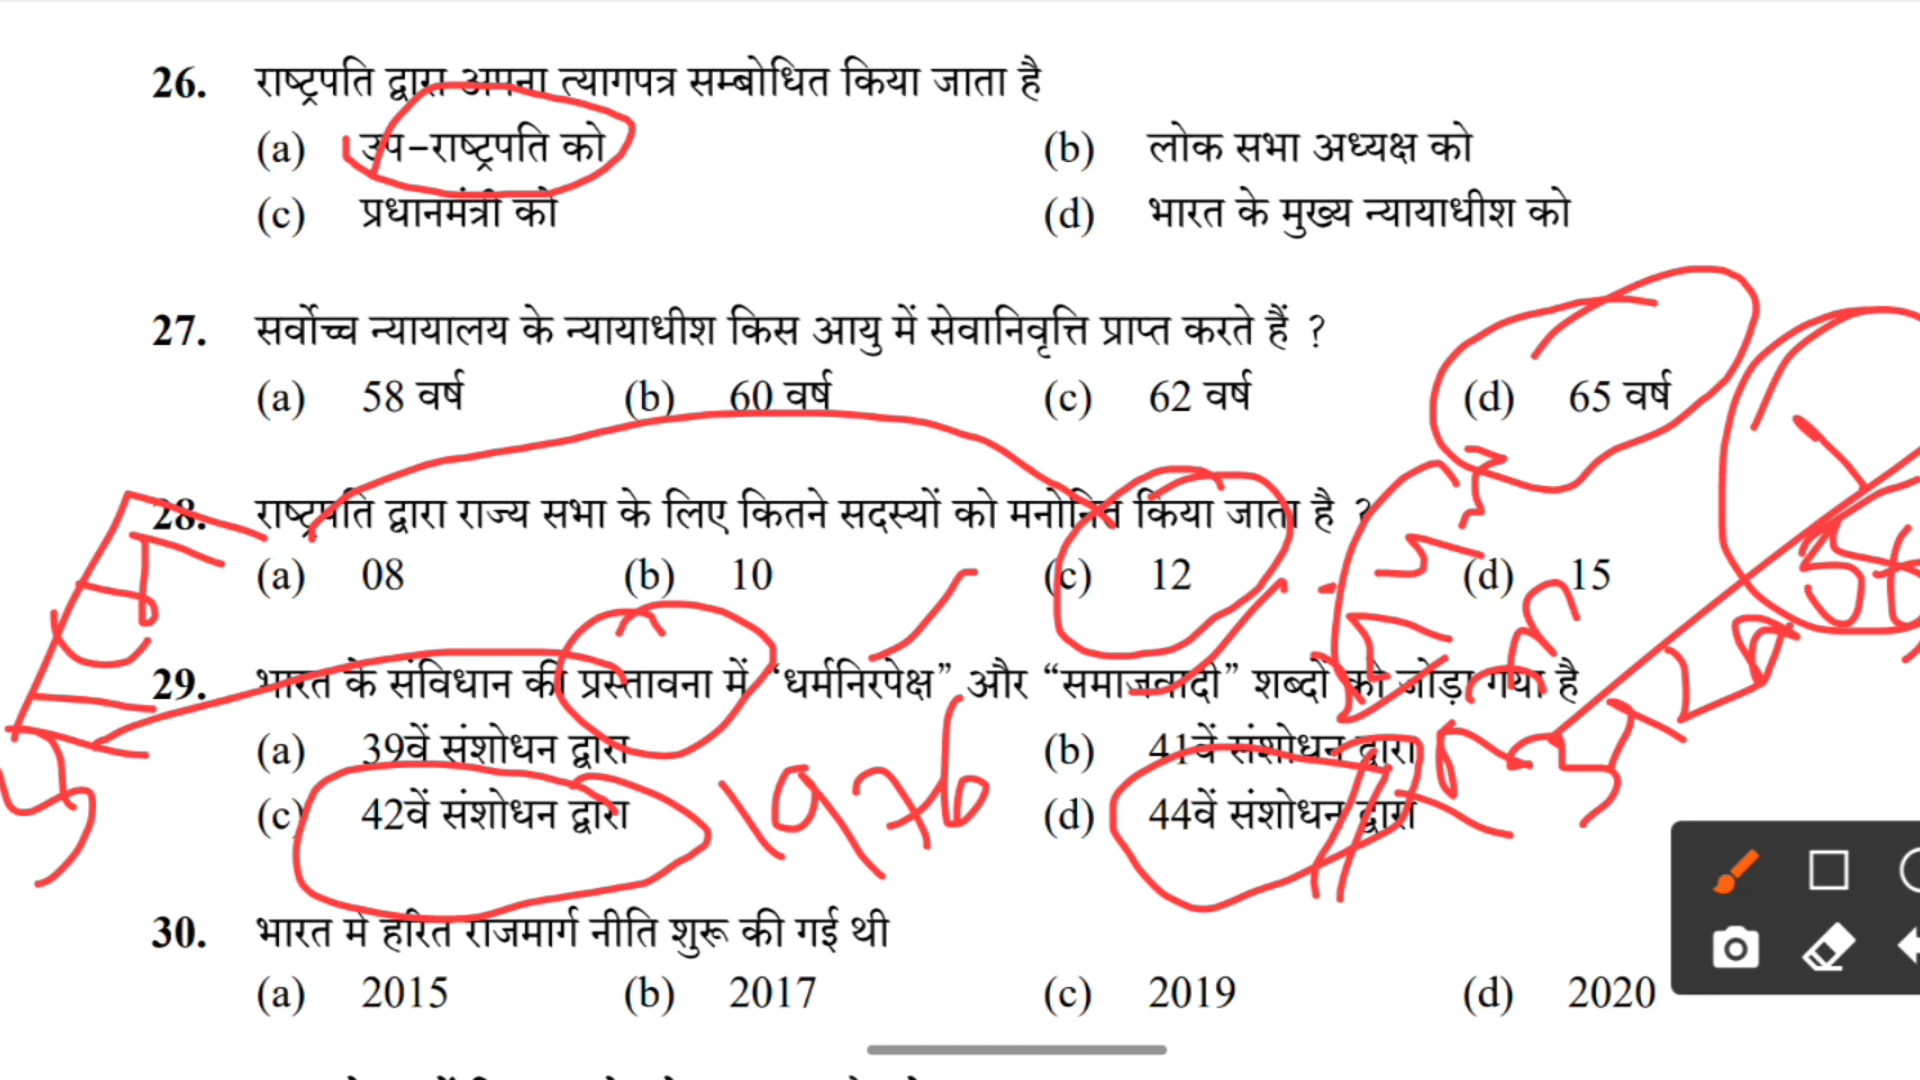 26. राष्ट्रपति द्वारा अपना त्यागपत्र सम्बोधित किया जाता है
(a) उप-राष्ट्रपति को (b) लोक सभा अध्यक्ष को
(c) प्रधानमंत्री को (d) भारत के मुख्य न्यायाधीश को
27. सर्वोच्च न्यायालय के न्यायाधीश किस आयु में सेवानिवृत्ति प्राप्त करते हैं ?
(a) 58 वर्ष (b) 60 वर्ष (c) 62 वर्ष (d) 65 वर्ष
28. राष्ट्रपति द्वारा राज्य सभा के लिए कितने सदस्यों को मनोनित किया जाता है ?
(a) 08 (b) 10 (c) 12 (d) 15
29. भारत के संविधान की प्रस्तावना में “धर्मनिरपेक्ष” और “समाजवादी” शब्दों को जोड़ा गया है
(a) 39वें संशोधन द्वारा (b) 41वें संशोधन द्वारा
(c) 42वें संशोधन द्वारा 1976 (d) 44वें संशोधन द्वारा
30. भारत में हरित राजमार्ग नीति शुरू की गई थी
(a) 2015 (b) 2017 (c) 2019 (d) 2020